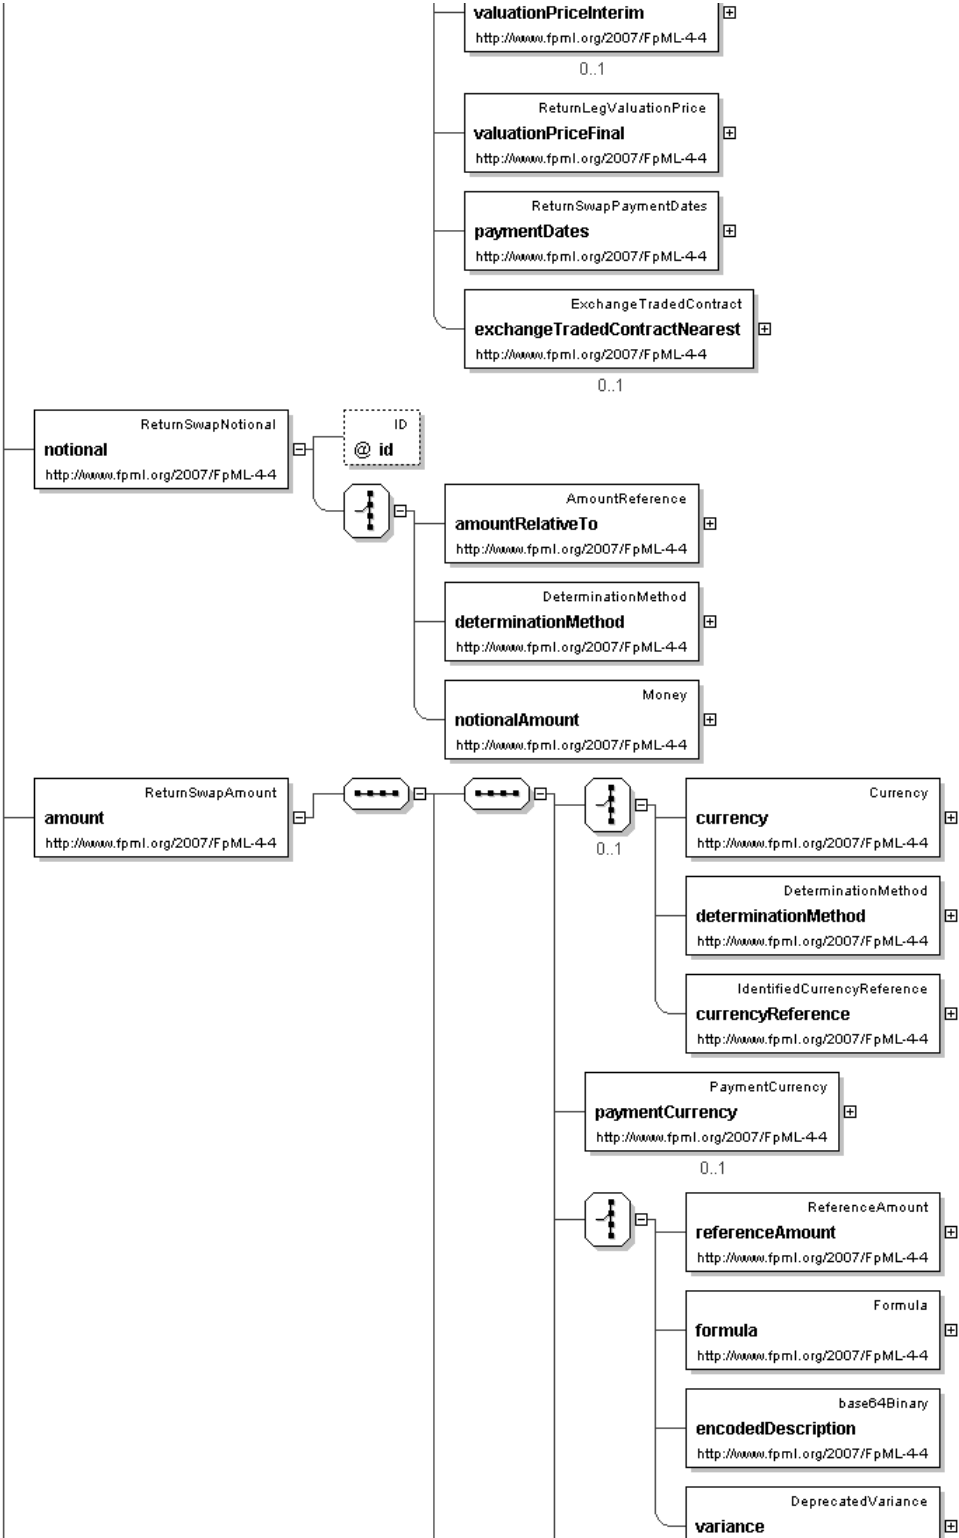 valuationPriceInterim
http://www.fpml.org/2007/FpML-4-4
0..1
ReturnLegValuationPrice
valuationPriceFinal
http://www.fpml.org/2007/FpML-4-4
ReturnSwapPaymentDates
paymentDates
http://www.fpml.org/2007/FpML-4-4
ExchangeTradedContract
exchangeTradedContractNearest
http://www.fpml.org/2007/FpML-4-4
0..1
ReturnSwapNotional
notional
http://www.fpml.org/2007/FpML-4-4
ID
@ id
AmountReference
amountRelativeTo
http://www.fpml.org/2007/FpML-4-4
DeterminationMethod
determinationMethod
http://www.fpml.org/2007/FpML-4-4
Money
notionalAmount
http://www.fpml.org/2007/FpML-4-4
ReturnSwapAmount
amount
http://www.fpml.org/2007/FpML-4-4
0..1
Currency
currency
http://www.fpml.org/2007/FpML-4-4
DeterminationMethod
determinationMethod
http://www.fpml.org/2007/FpML-4-4
IdentifiedCurrencyReference
currencyReference
http://www.fpml.org/2007/FpML-4-4
PaymentCurrency
paymentCurrency
http://www.fpml.org/2007/FpML-4-4
0..1
ReferenceAmount
referenceAmount
http://www.fpml.org/2007/FpML-4-4
Formula
formula
http://www.fpml.org/2007/FpML-4-4
base64Binary
encodedDescription
http://www.fpml.org/2007/FpML-4-4
DeprecatedVariance
variance